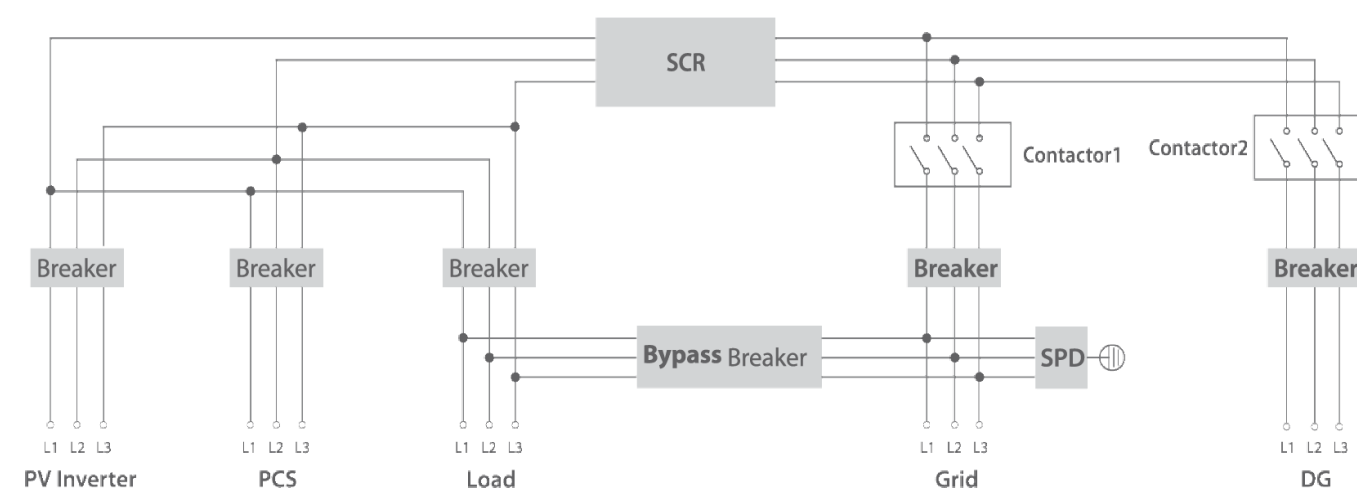 SCR
Contactor1
Contactor2
Breaker
Breaker
Breaker
Breaker
Breaker
Bypass Breaker
SPD
L1 L2 L3
L1 L2 L3
L1 L2 L3
L1 L2 L3
L1 L2 L3
PV Inverter
PCS
Load
Grid
DG